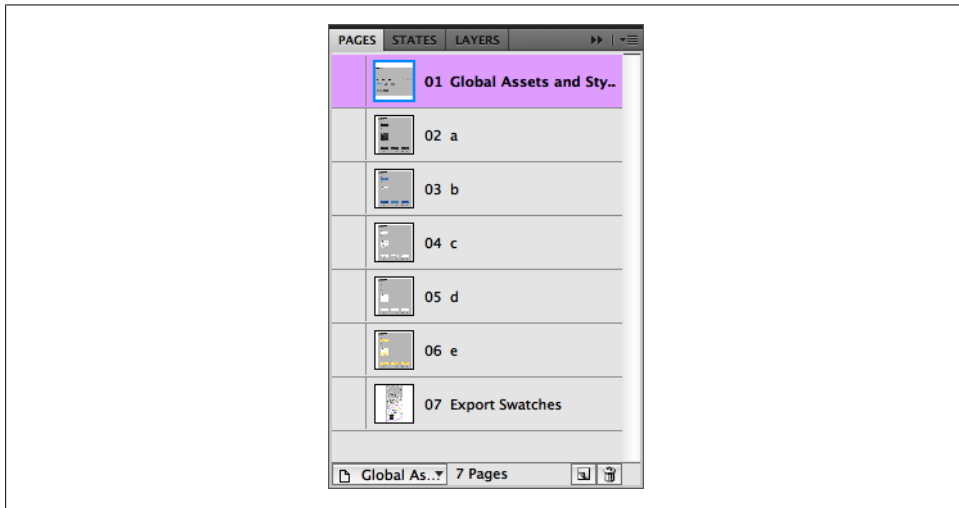 PAGES STATES LAYERS
01 Global Assets and Sty..
02 a
03 b
04 c
05 d
06 e
07 Export Swatches
Global As.. 7 Pages